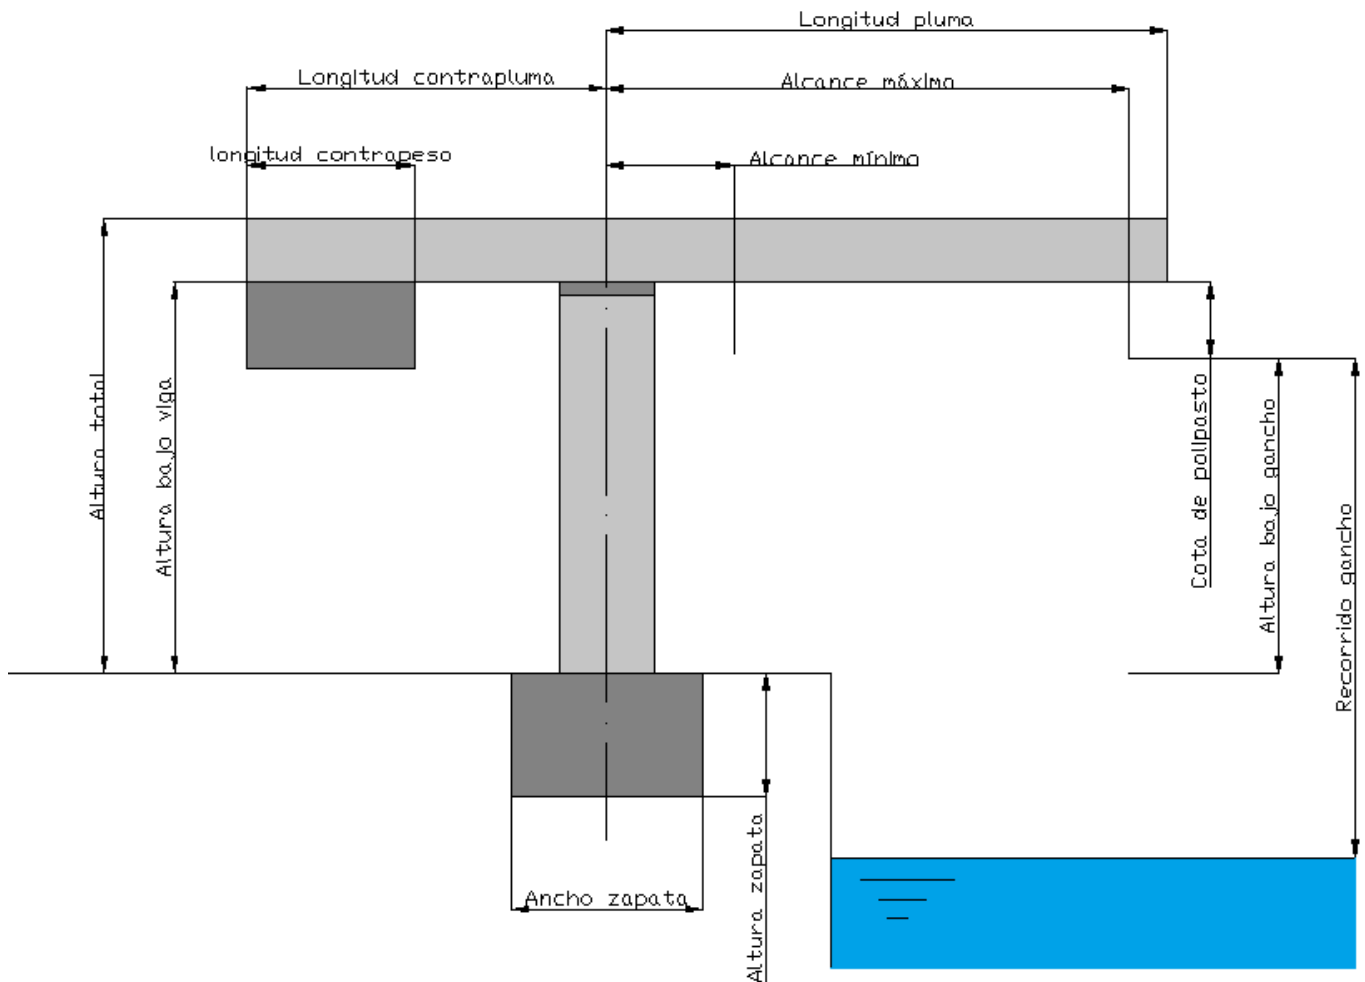 Longitud pluma
Longitud contrapluma
Alcance máximo
longitud contrapeso
Alcance mínimo
Altura total
Altura bajo viga
Cota de polipasto
Altura bajo gancho
Recorrido gancho
Ancho zapata
Altura zapata